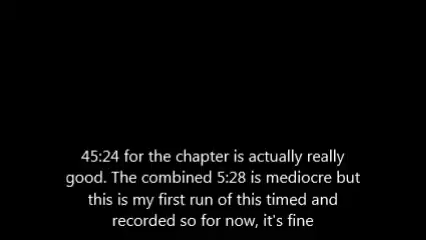 45:24 for the chapter is actually really
good. The combined 5:28 is mediocre but
this is my first run of this timed and
recorded so for now, it's fine